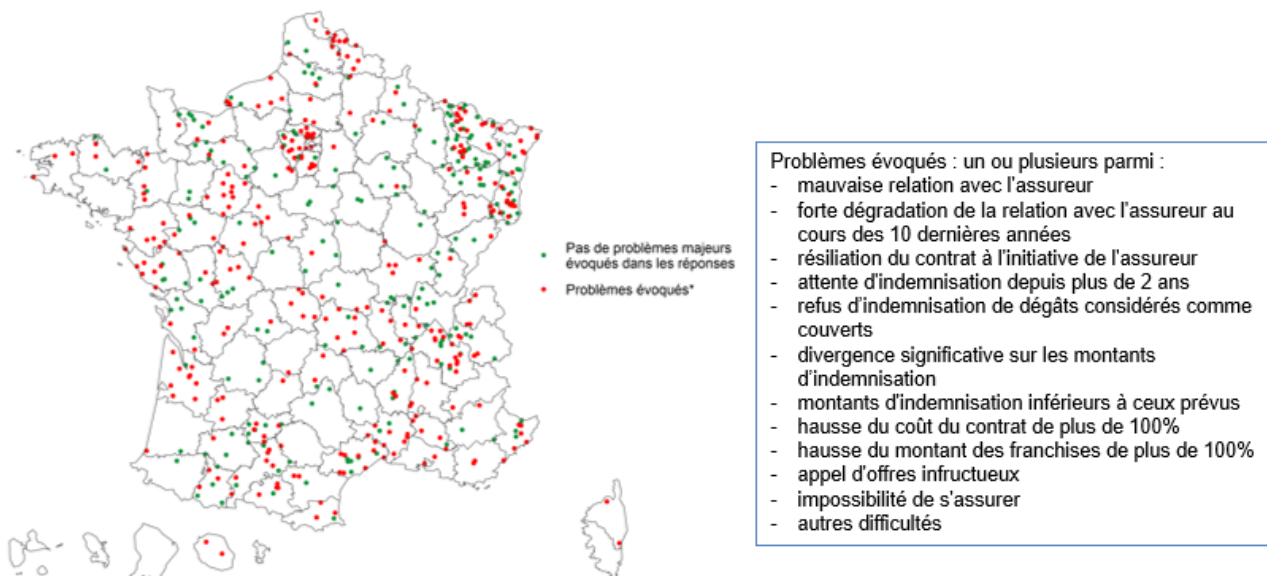 Pas de problèmes majeurs
évoqués dans les réponses
Problèmes évoqués*
Problèmes évoqués : un ou plusieurs parmi :
- mauvaise relation avec l'assureur
- forte dégradation de la relation avec l'assureur au
cours des 10 dernières années
- résiliation du contrat à l'initiative de l'assureur
- attente d'indemnisation depuis plus de 2 ans
- refus d'indemnisation de dégâts considérés comme
couverts
- divergence significative sur les montants
d'indemnisation
- montants d'indemnisation inférieurs à ceux prévus
- hausse du coût du contrat de plus de 100%
- hausse du montant des franchises de plus de 100%
- appel d'offres infructueux
- impossibilité de s'assurer
- autres difficultés